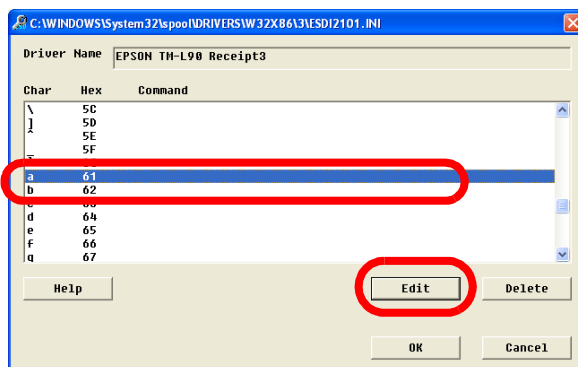 C:\WINDOWS\System32\spool\DRIVERS\W32X86\3\ESDI2101.INI
Driver Name EPSON TM-L90 Receipt3
Char Hex Command
\ 5C
] 5D
^ 5E
_ 5F
a 61
b 62
d 64
e 65
f 66
g 67
Help Edit Delete
OK Cancel